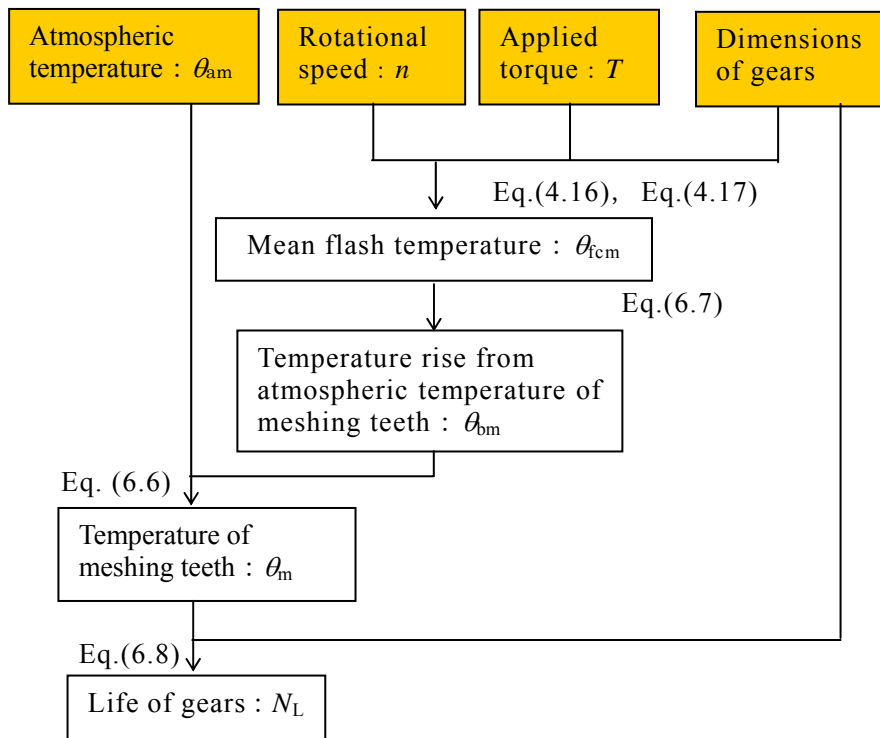 Atmospheric
temperature : θam
Rotational
speed : n
Applied
torque : T
Dimensions
of gears
Eq.(4.16), Eq.(4.17)
Mean flash temperature : θfcm
Eq.(6.7)
Temperature rise from
atmospheric temperature of
meshing teeth : θbm
Eq. (6.6)
Temperature of
meshing teeth : θm
Eq.(6.8)
Life of gears : NL